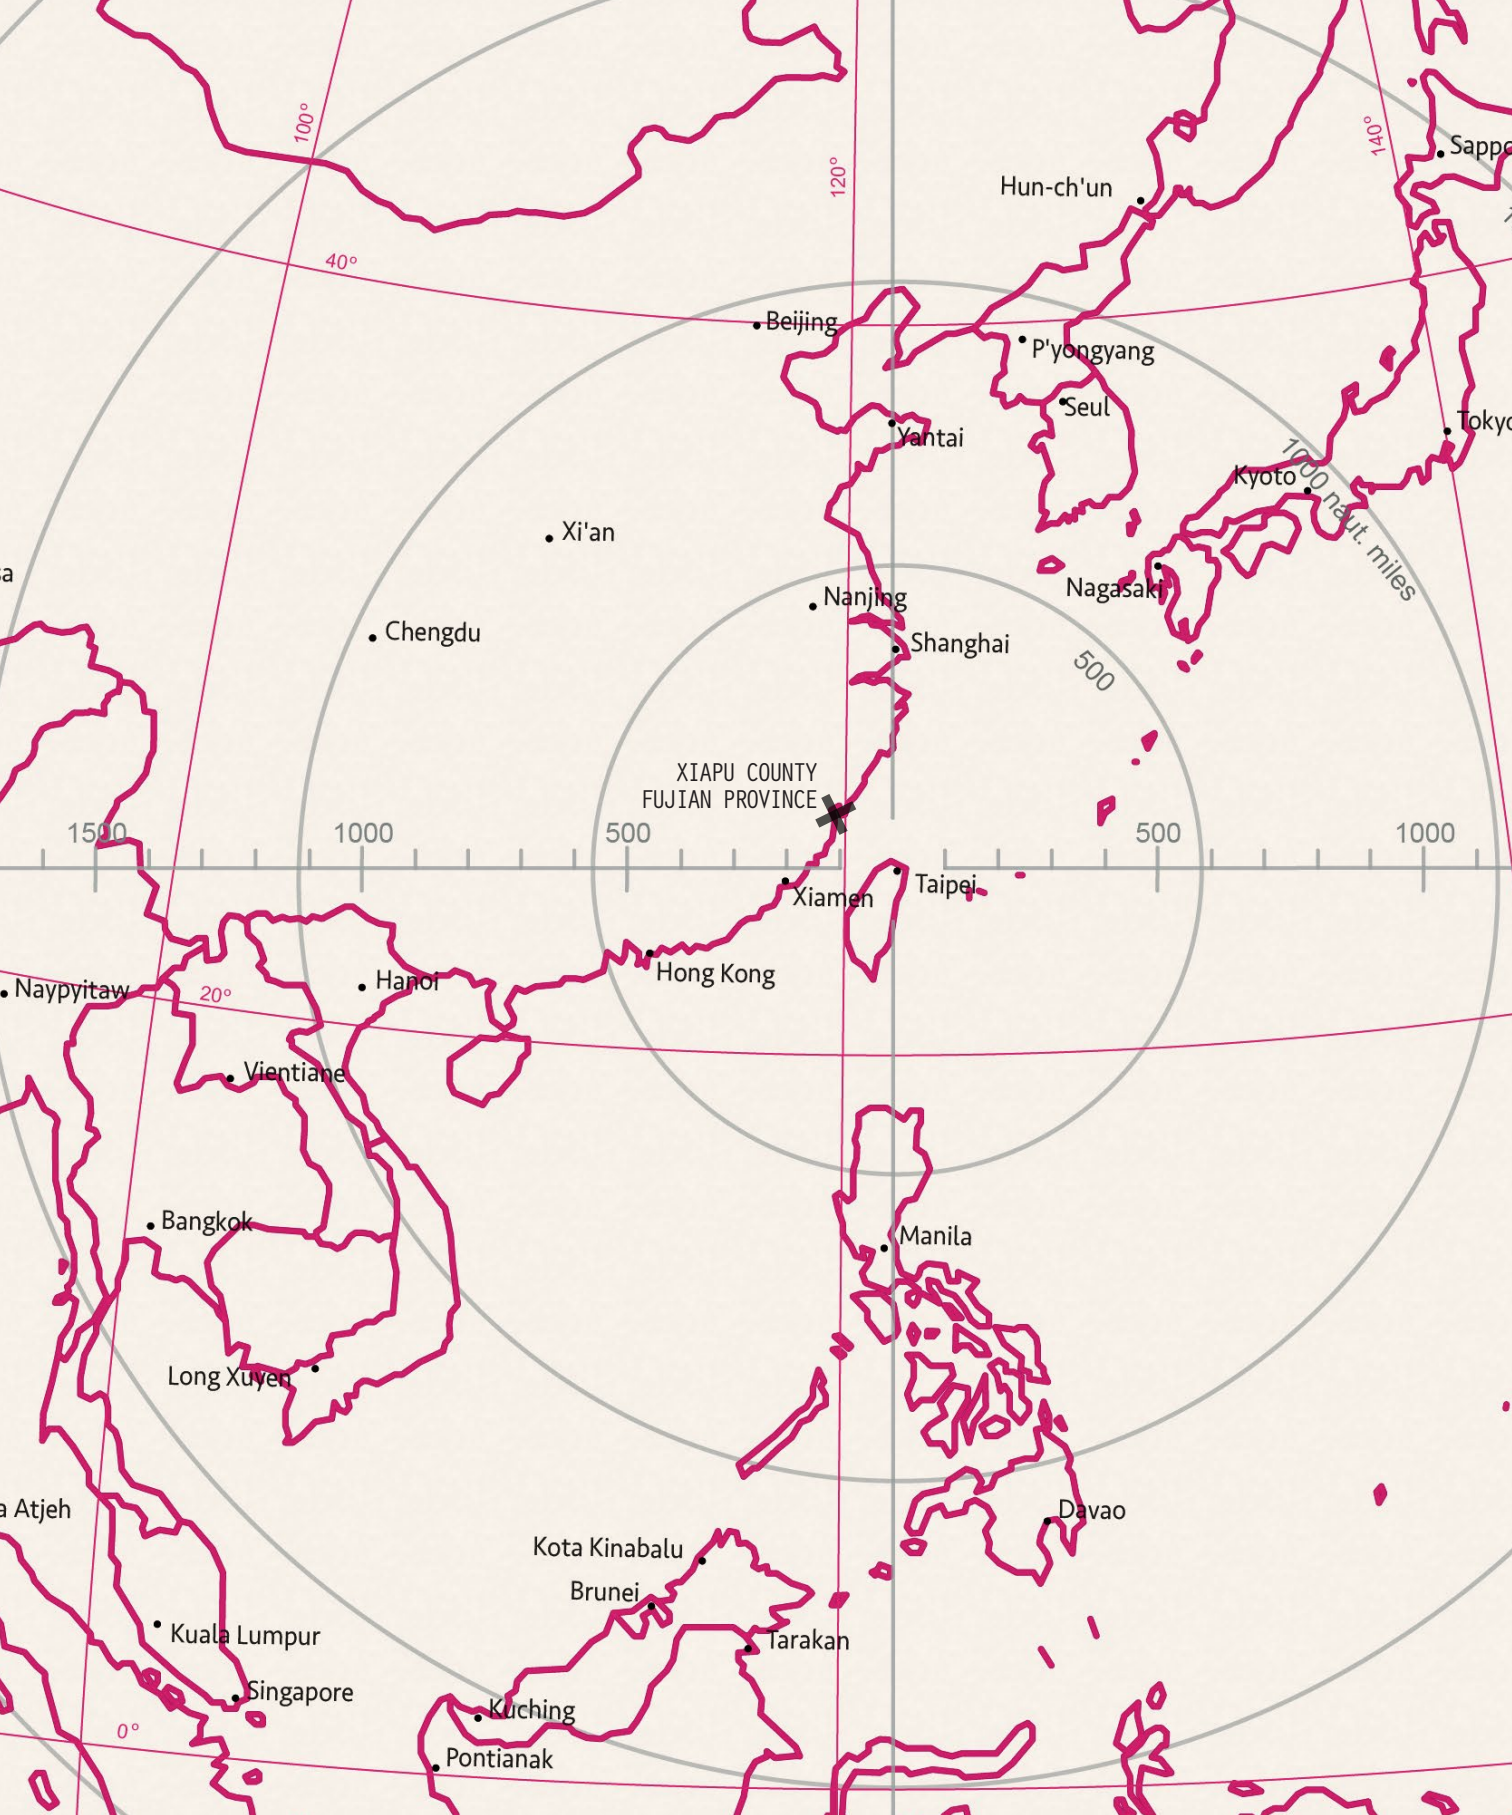 100°
120°
140°
Sappo
Hun-ch'un
40°
Beijing
P'yongyang
Seul
Yantai
Tokyo
Kyoto
1000 naut. miles
Xi'an
sa
Nagasaki
Nanjing
Chengdu
Shanghai
500
XIAPU COUNTY
FUJIAN PROVINCE
1500 1000 500 500 1000
Taipei
Xiamen
Hong Kong
Hanoi
Naypyitaw
20°
Vientiane
Bangkok
Manila
Long Xuyen
a Atjeh
Davao
Kota Kinabalu
Brunei
Kuala Lumpur
Tarakan
Singapore
Kuching
0°
Pontianak